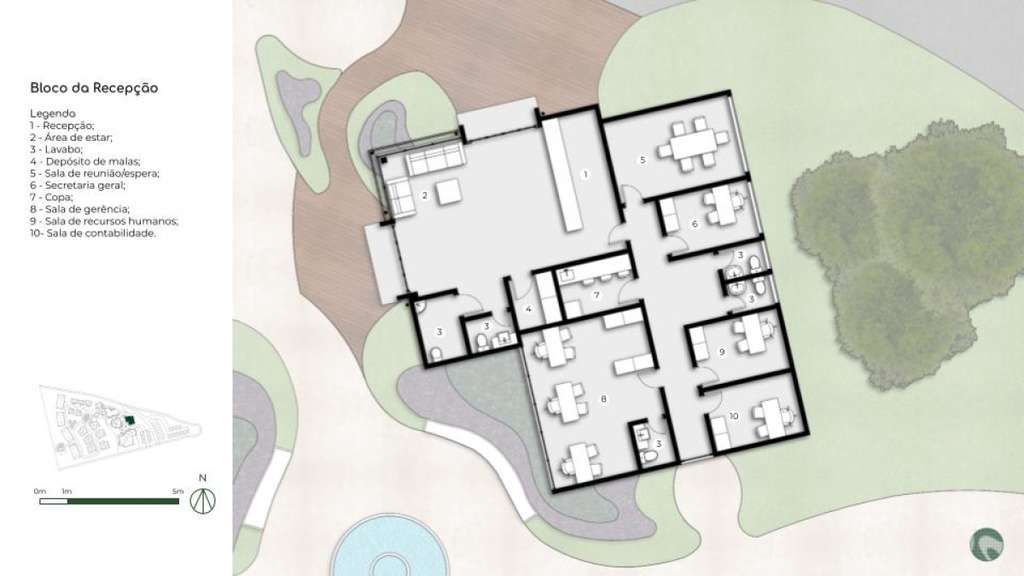 Bloco da Recepção
Legenda
1 - Recepção;
2 - Área de estar;
3 - Lavabo;
4 - Depósito de malas;
5 - Sala de reunião/espera;
6 - Secretaria geral;
7 - Copa;
8 - Sala de gerência;
9 - Sala de recursos humanos;
10- Sala de contabilidade.
N
0m 1m 5m
5
1
2
6
3
3
7
4
3
3
9
8
10
3